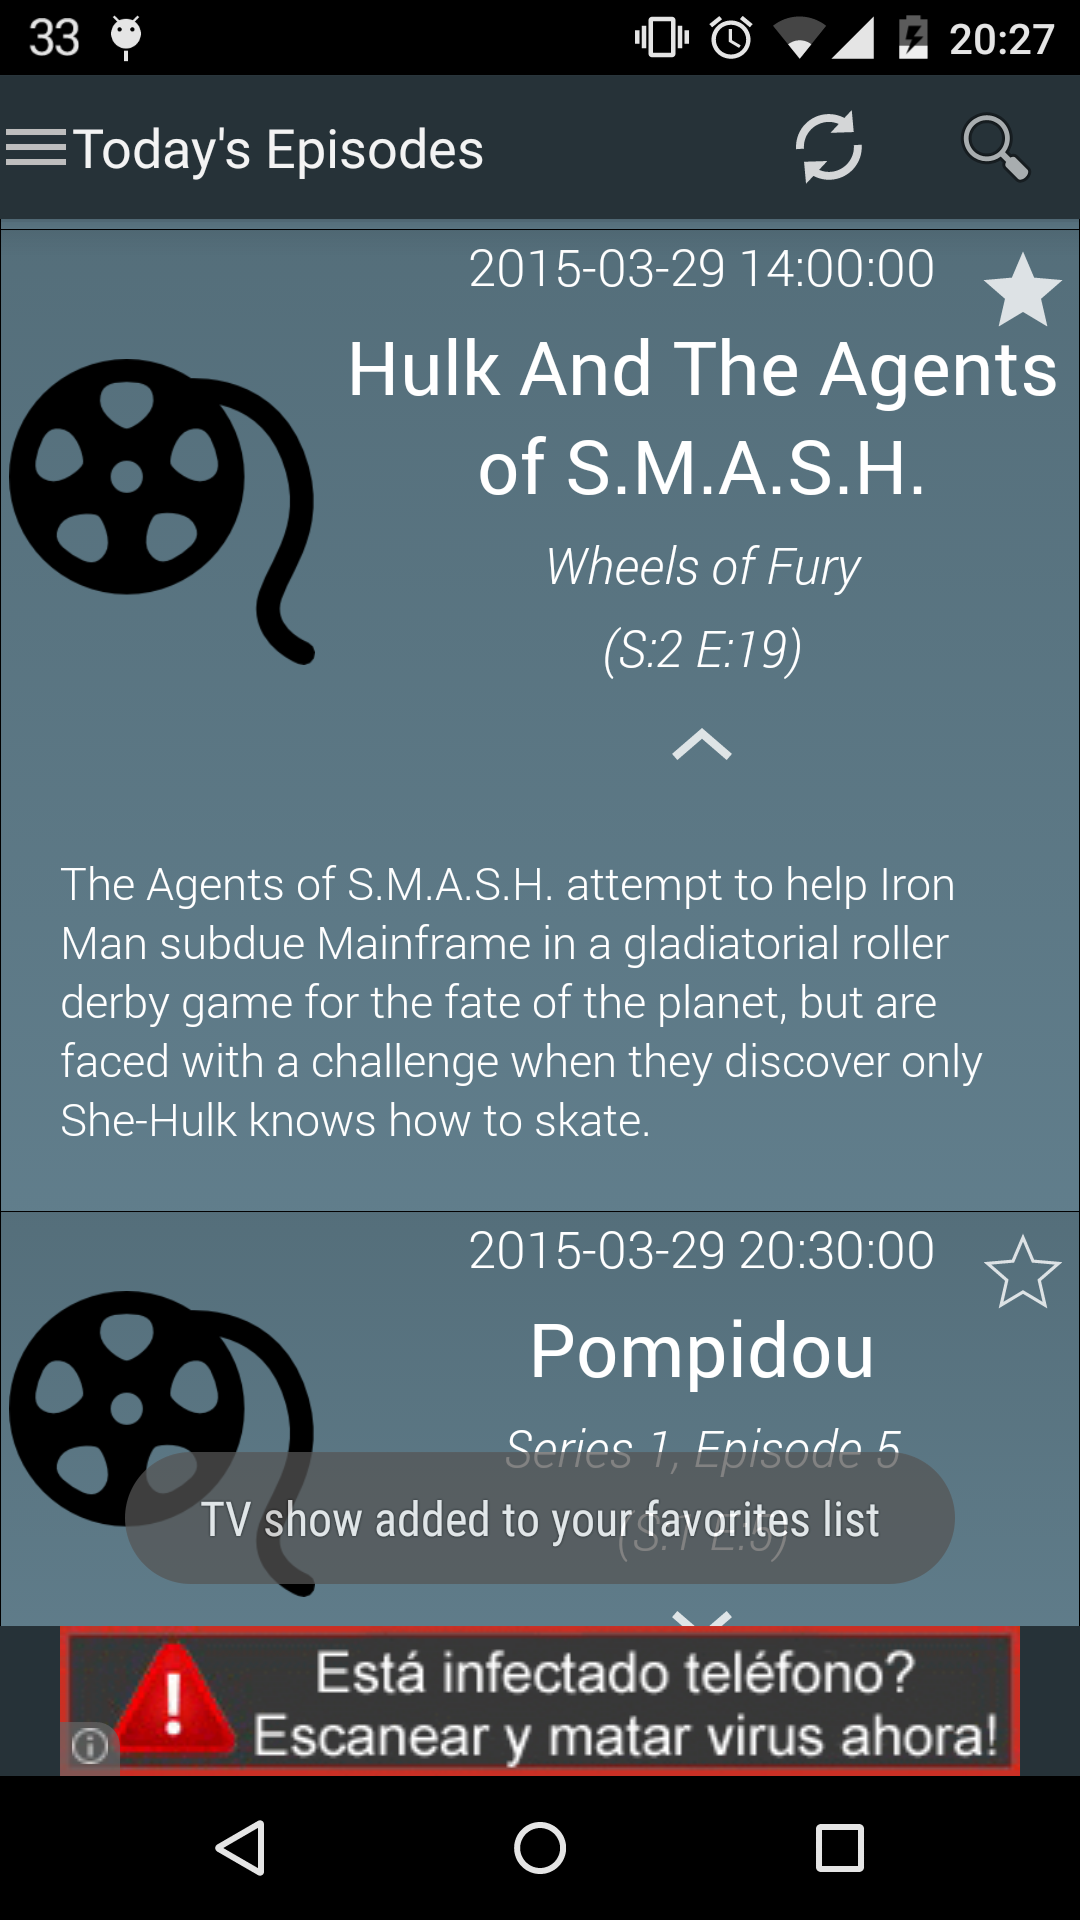 33
20:27
Today's Episodes
2015-03-29 14:00:00
Hulk And The Agents
of S.M.A.S.H.
Wheels of Fury
(S:2 E:19)
The Agents of S.M.A.S.H. attempt to help Iron
Man subdue Mainframe in a gladiatorial roller
derby game for the fate of the planet, but are
faced with a challenge when they discover only
She-Hulk knows how to skate.
2015-03-29 20:30:00
Pompidou
Series 1, Episode 5
(S:1 E:5)
TV show added to your favorites list
Está infectado teléfono?
Escanear y matar virus ahora!